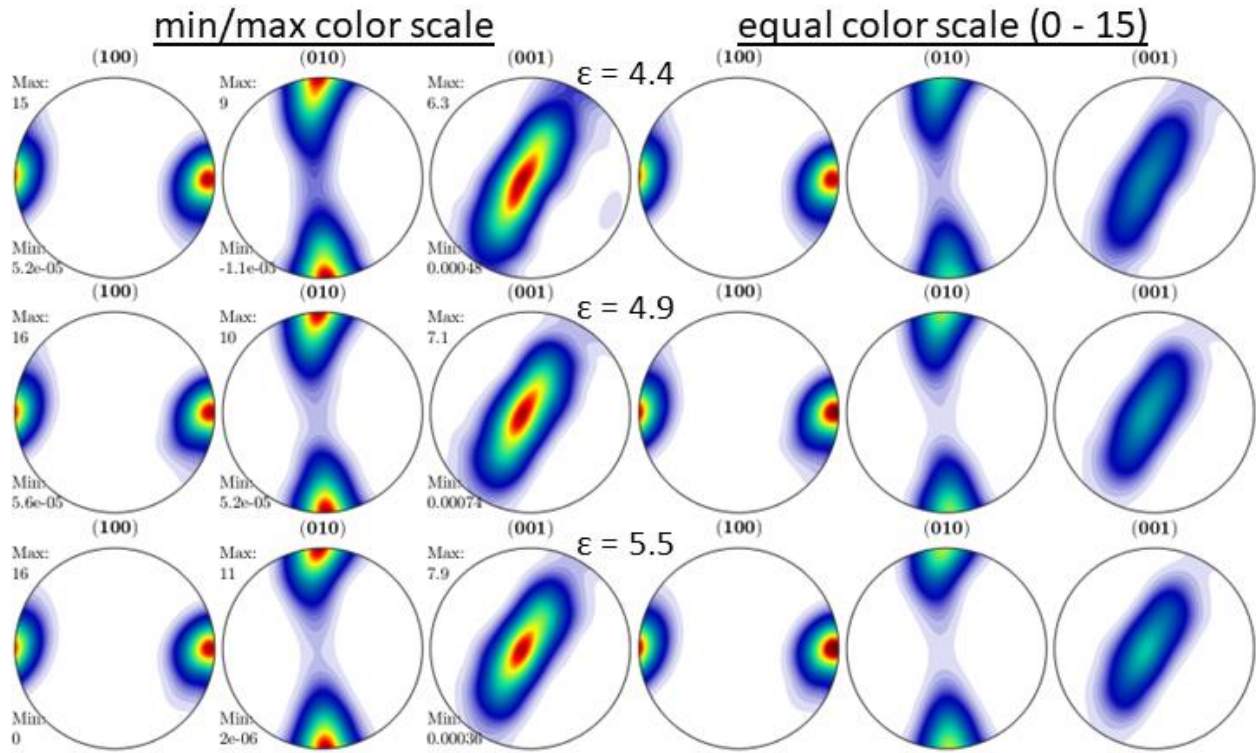 min/max color scale
equal color scale (0 - 15)
(100)
(010)
(001)
ε = 4.4
(100)
(010)
(001)
Max:
15
Max:
9
Max:
6.3
Min:
5.2e-05
Min:
-1.1e-05
Min:
0.00048
(100)
(010)
(001)
ε = 4.9
(100)
(010)
(001)
Max:
16
Max:
10
Max:
7.1
Min:
5.6e-05
Min:
5.2e-05
Min:
0.00074
(100)
(010)
(001)
ε = 5.5
(100)
(010)
(001)
Max:
16
Max:
11
Max:
7.9
Min:
0
Min:
2e-06
Min:
0.00036